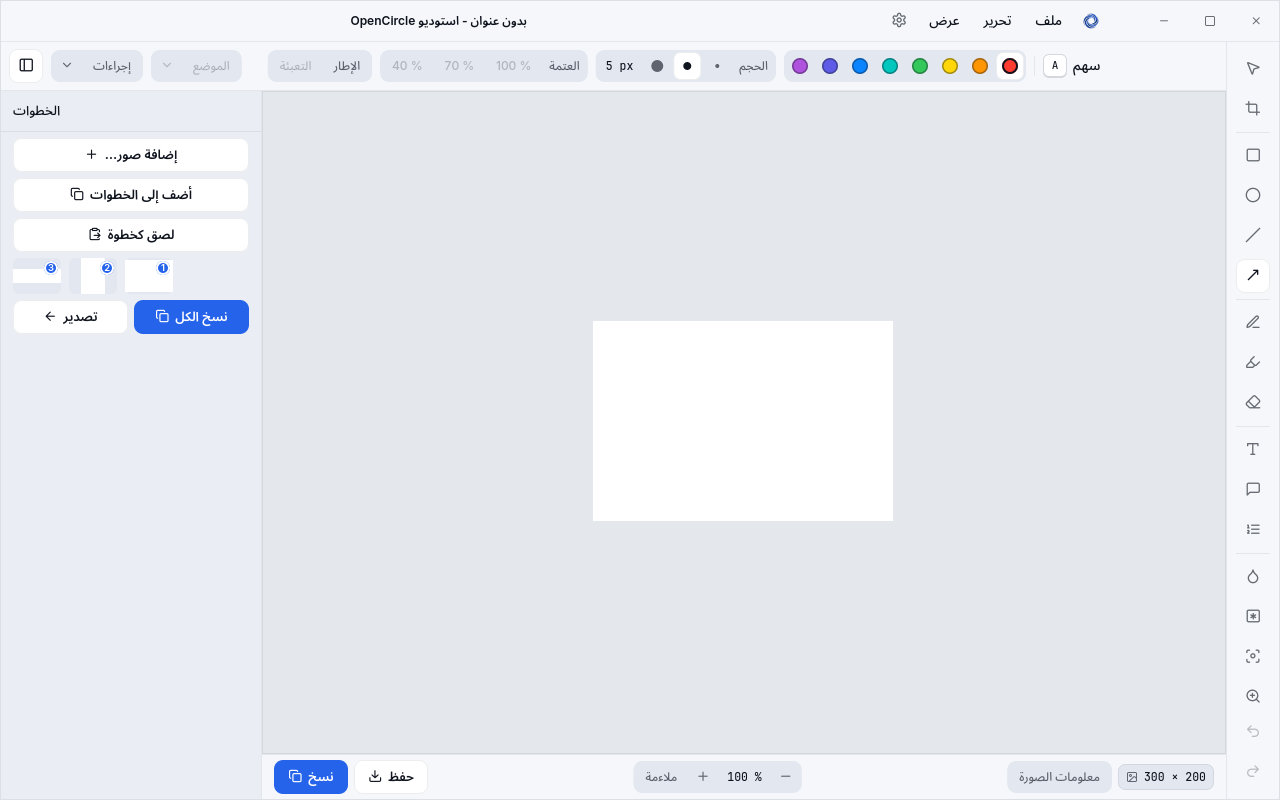 ملف تحرير عرض
بدون عنوان - استوديو OpenCircle
سهم A
الحجم 5 px
العتمة 100 % 70 % 40 %
الإطار التعبئة
الموضع
إجراءات
الخطوات
إضافة صور...
أضف إلى الخطوات
لصق كخطوة
1 2 3
نسخ الكل
تصدير
300 × 200
معلومات الصورة
100 %
ملاءمة
حفظ
نسخ